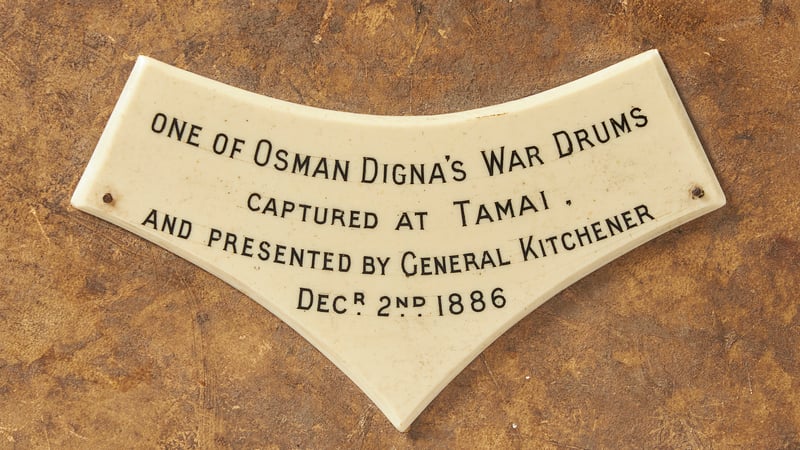 ONE OF OSMAN DIGNA'S WAR DRUMS
CAPTURED AT TAMAI.
AND PRESENTED BY GENERAL KITCHENER
DECR. 2ND. 1886